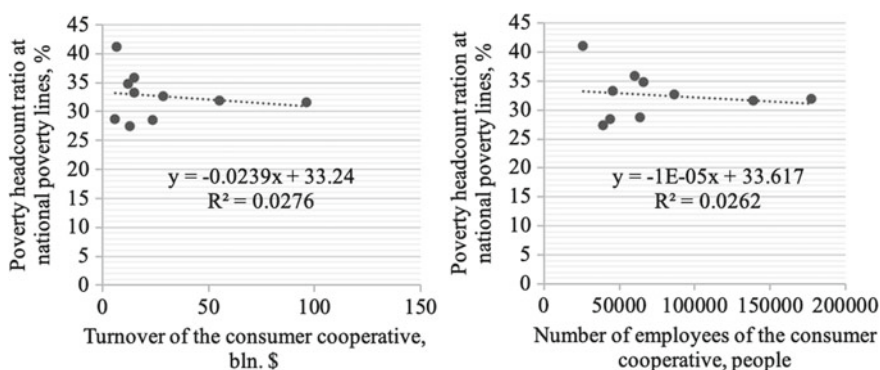 Poverty headcount ratio at
national poverty lines, %
45
40
35
30
25
20
15
10
5
0
y = -0.0239x + 33.24
R² = 0.0276
0 50 100 150
Turnover of the consumer cooperative,
bln. $
Poverty headcount ration at
national poverty lines, %
45
40
35
30
25
20
15
10
5
0
y = -1E-05x + 33.617
R² = 0.0262
0 50000 100000 150000 200000
Number of employees of the consumer
cooperative, people